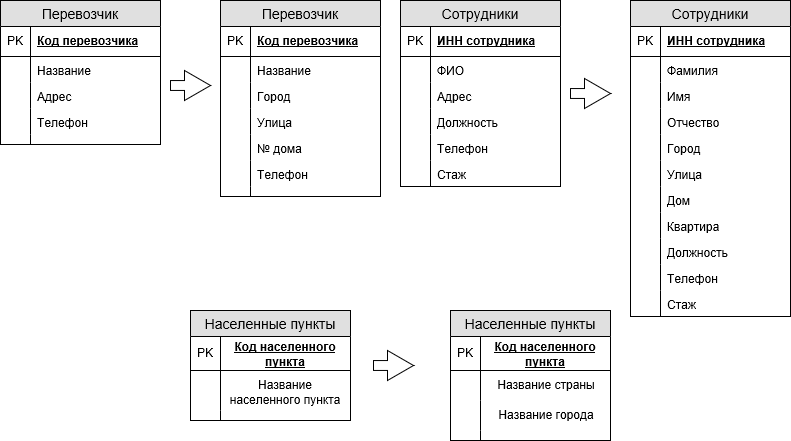 Перевозчик
PK Код перевозчика
Название
Адрес
Телефон
Перевозчик
PK Код перевозчика
Название
Город
Улица
№ дома
Телефон
Сотрудники
PK ИНН сотрудника
ФИО
Адрес
Должность
Телефон
Стаж
Сотрудники
PK ИНН сотрудника
Фамилия
Имя
Отчество
Город
Улица
Дом
Квартира
Должность
Телефон
Стаж
Населенные пункты
PK Код населенного
пункта
Название
населенного пункта
Населенные пункты
PK Код населенного
пункта
Название страны
Название города